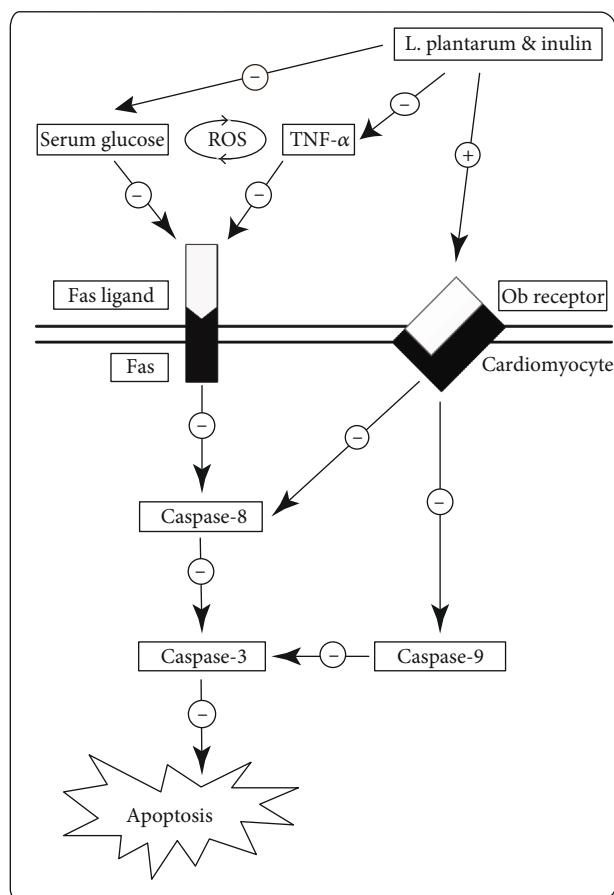 L. plantarum & inulin
−
−
Serum glucose
ROS
TNF-α
+
−
−
Fas ligand
Ob receptor
Fas
Cardiomyocyte
−
−
−
Caspase-8
−
Caspase-3
−
Caspase-9
−
Apoptosis